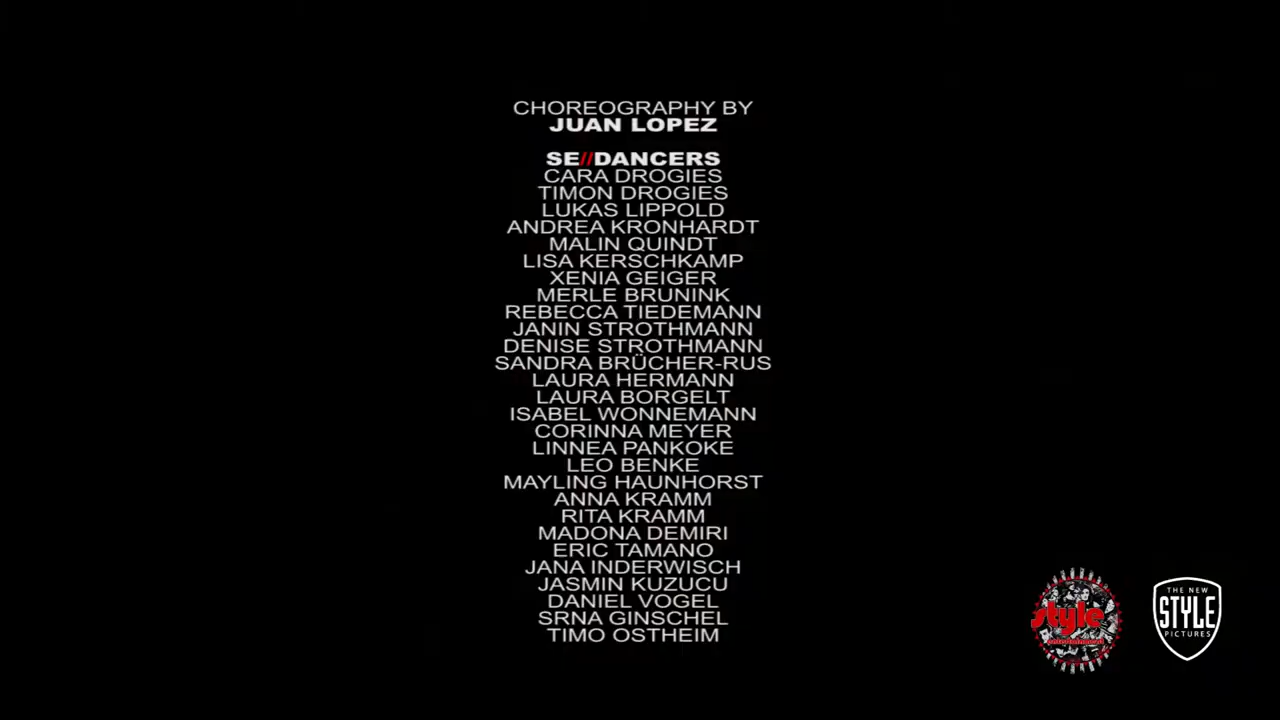 CHOREOGRAPHY BY
JUAN LOPEZ
SE//DANCERS
CARA DROGIES
TIMON DROGIES
LUKAS LIPPOLD
ANDREA KRONHARDT
MALIN QUINDT
LISA KERSCHKAMP
XENIA GEIGER
MERLE BRUNINK
REBECCA TIEDEMANN
JANIN STROTHMANN
DENISE STROTHMANN
SANDRA BRÜCHER-RUS
LAURA HERMANN
LAURA BORGELT
ISABEL WONNEMANN
CORINNA MEYER
LINNEA PANKOKE
LEO BENKE
MAYLING HAUNHORST
ANNA KRAMM
RITA KRAMM
MADONA DEMIRI
ERIC TAMANO
JANA INDERWISCH
JASMIN KUZUCU
DANIEL VOGEL
SRNA GINSCHEL
TIMO OSTHEIM
style
entertainment
THE NEW
STYLE
PICTURES